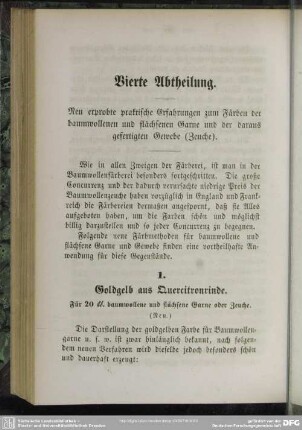 Vierte Abtheilung.
Neu erprobte praktische Erfahrungen zum Färben der
baumwollenen und flächsenen Garne und der daraus
gefertigten Gewebe (Zeuche).
Wie in allen Zweigen der Färberei, ist man in der
Baumwollenfärberei besonders fortgeschritten. Die große
Concurrenz und der dadurch verursachte niedrige Preis der
Baumwollenzeuche haben vorzüglich in England und Frank-
reich die Färbereien dermaßen angespornt, daß sie Alles
aufgeboten haben, um die Farben schön und möglichst
billig darzustellen und so jeder Concurrenz zu begegnen.
Folgende neue Färbmethoden für baumwollene und
flächsene Garne und Gewebe finden eine vortheilhafte An-
wendung für diese Gegenstände.
1.
Goldgelb aus Quercitronrinde.
Für 20 ℔. baumwollene und flächsene Garne oder Zeuche.
(Neu.)
Die Darstellung der goldgelben Farbe für Baumwollen-
garne u. s. w. ist zwar hinlänglich bekannt, nach folgen-
dem neuen Verfahren wird dieselbe jedoch besonders schön
und dauerhaft erzeugt:
DFG